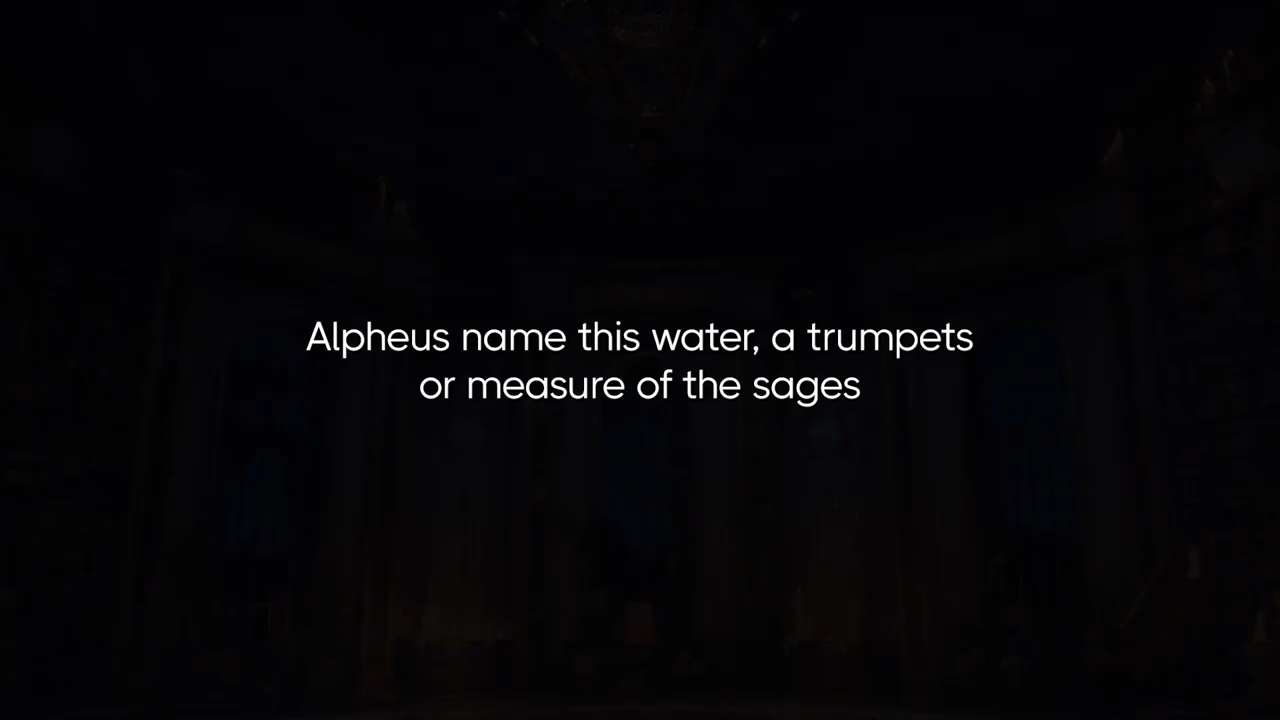 Alpheus name this water, a trumpets
or measure of the sages